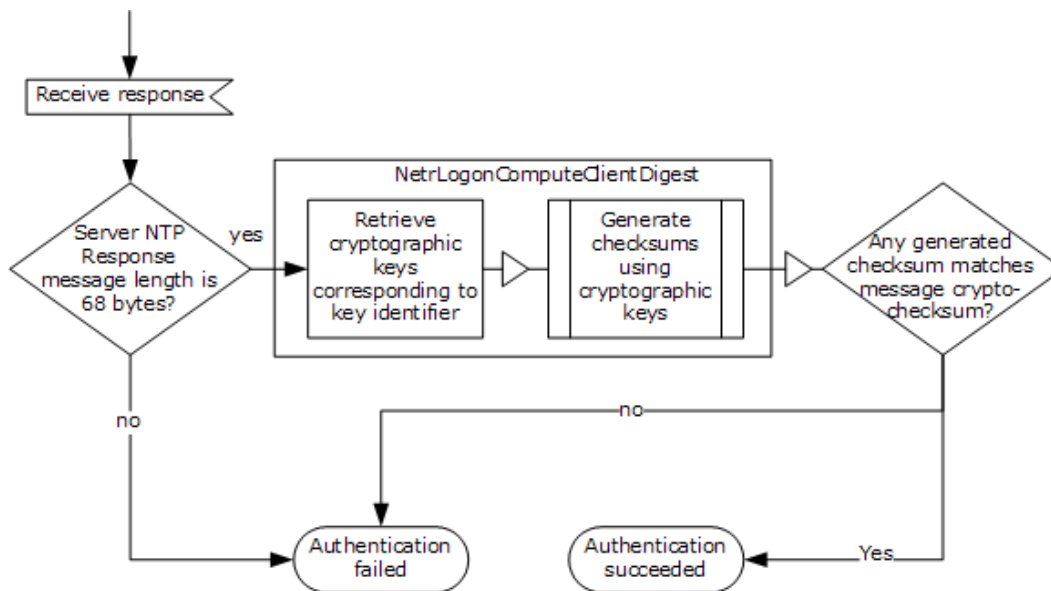 Receive response
Server NTP
Response
message length is
68 bytes?
yes
NetrLogonComputeClientDigest
Retrieve
cryptographic
keys
corresponding to
key identifier
Generate
checksums
using
cryptographic
keys
Any generated
checksum matches
message crypto-
checksum?
no
no
Authentication
failed
Authentication
succeeded
Yes